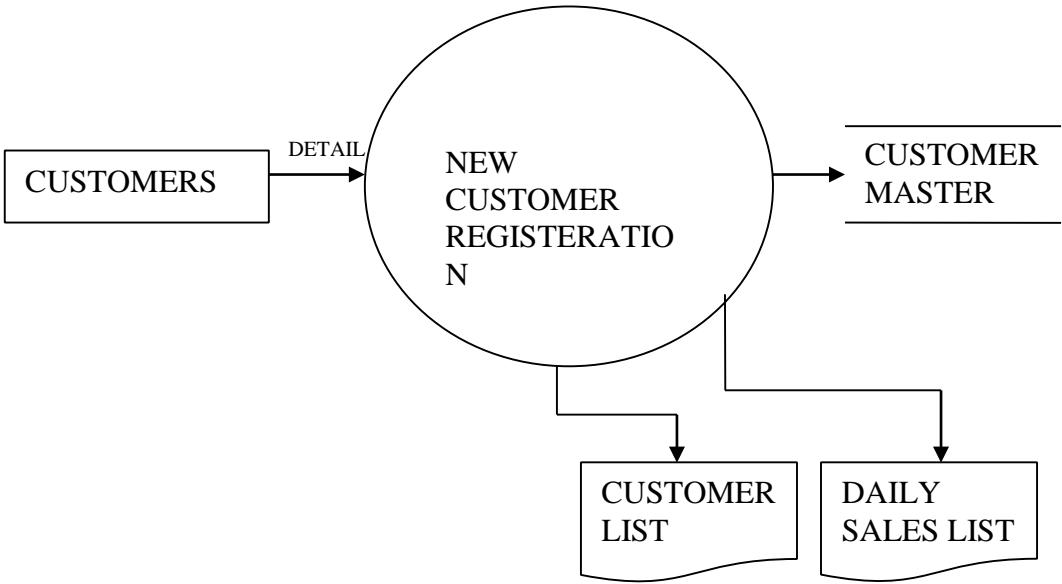 CUSTOMERS
DETAIL
NEW
CUSTOMER
REGISTERATIO
N
CUSTOMER
MASTER
CUSTOMER
LIST
DAILY
SALES LIST